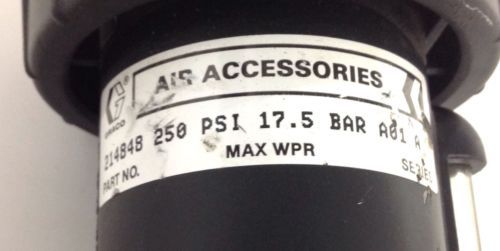 GRACO
AIR ACCESSORIES
214848 250 PSI 17.5 BAR A01 A
PART NO. MAX WPR SERIES